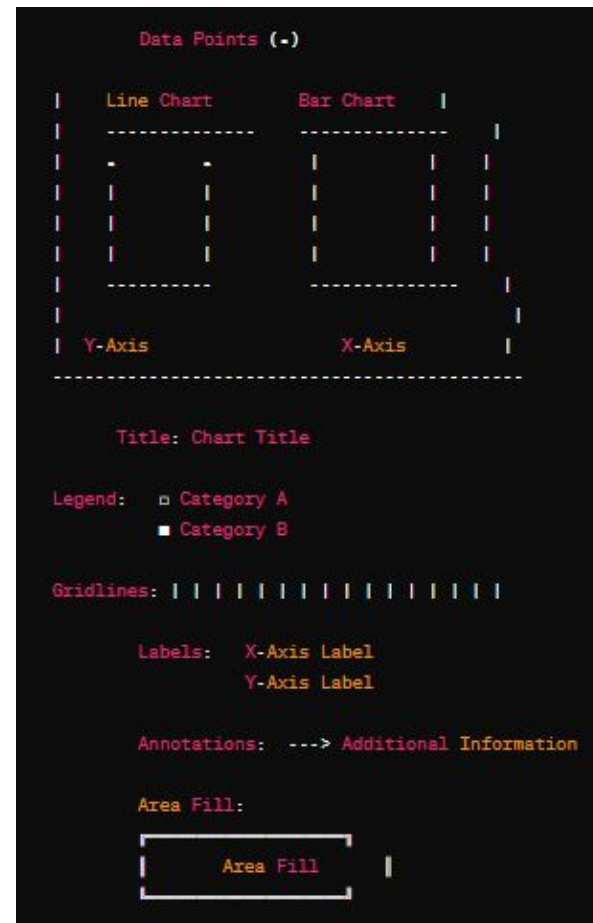 Data Points (-)
Line Chart Bar Chart
Y-Axis X-Axis
Title: Chart Title
Legend: □ Category A
■ Category B
Gridlines: | | | | | | | | | | | | | | | |
Labels: X-Axis Label
Y-Axis Label
Annotations: ---> Additional Information
Area Fill:
Area Fill